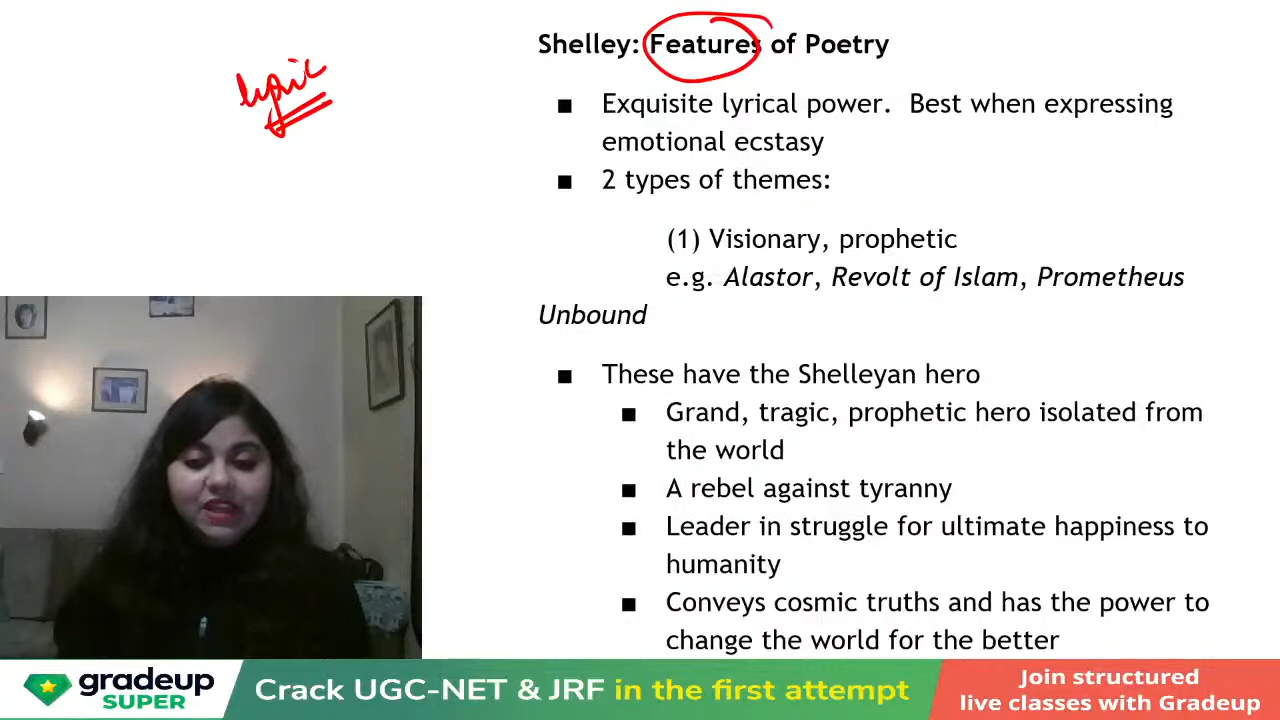 Shelley: Features of Poetry
lyric
■ Exquisite lyrical power. Best when expressing
emotional ecstasy
■ 2 types of themes:
(1) Visionary, prophetic
e.g. Alastor, Revolt of Islam, Prometheus
Unbound
■ These have the Shelleyan hero
■ Grand, tragic, prophetic hero isolated from
the world
■ A rebel against tyranny
■ Leader in struggle for ultimate happiness to
humanity
■ Conveys cosmic truths and has the power to
change the world for the better
gradeup
SUPER
Crack UGC-NET & JRF in the first attempt
Join structured
live classes with Gradeup